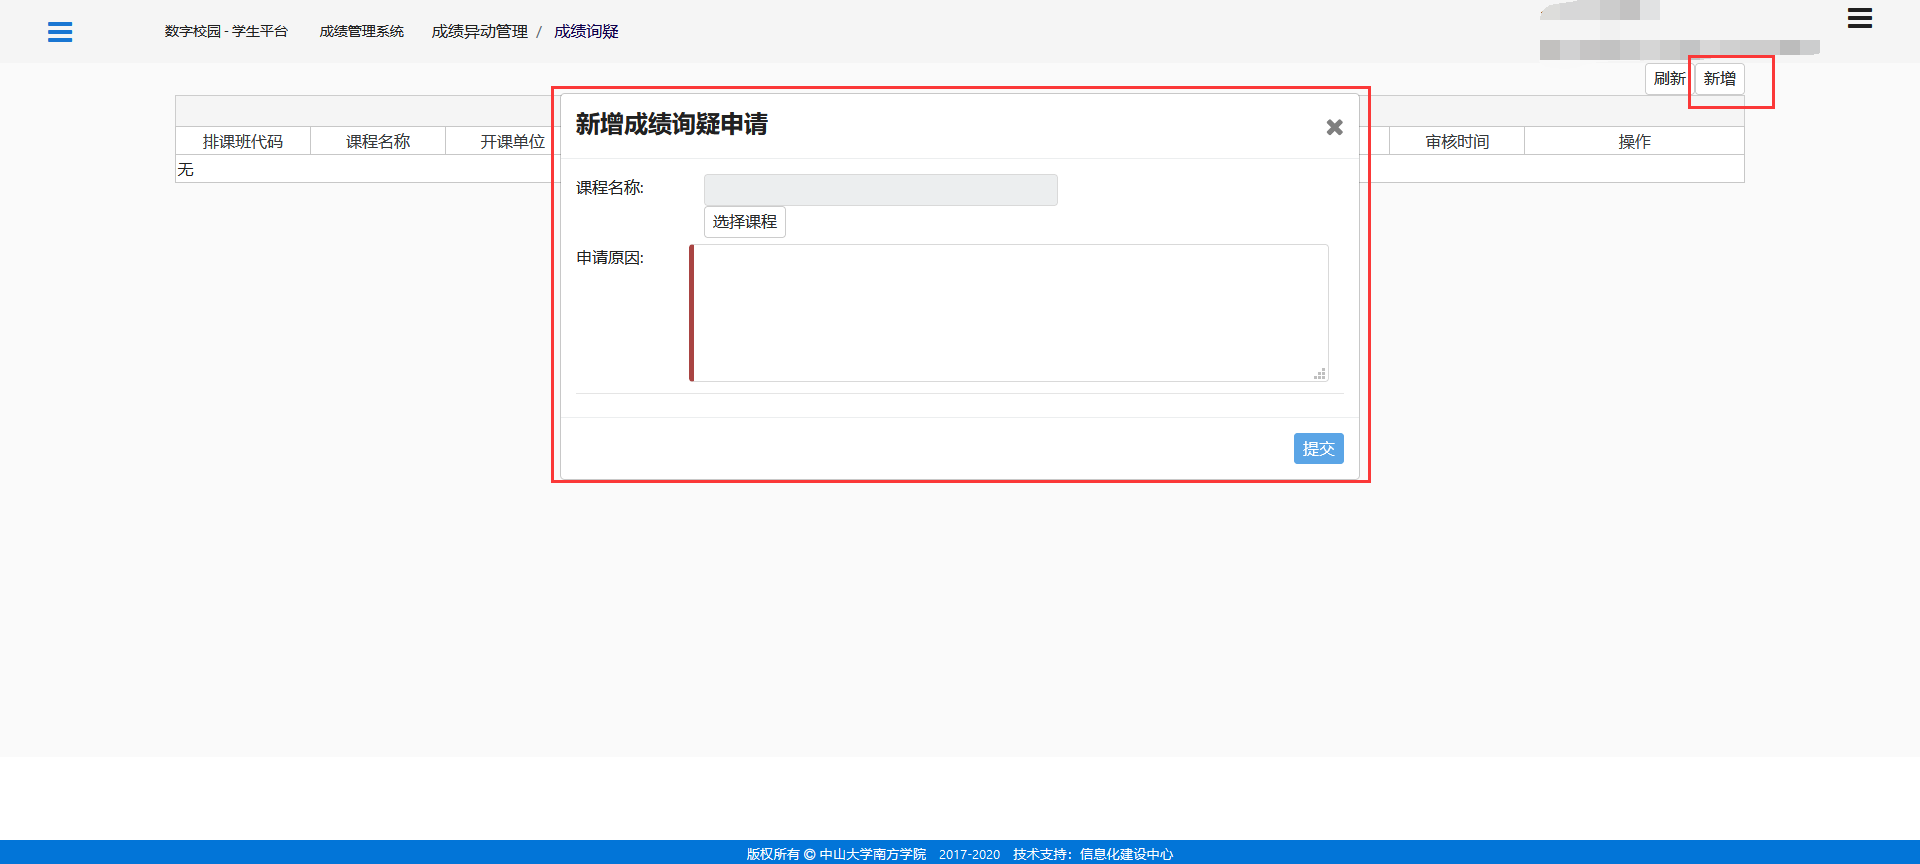 数字校园 - 学生平台 成绩管理系统 成绩异动管理 / 成绩询疑
刷新 新增
排课班代码 课程名称 开课单位 审核时间 操作
无
新增成绩询疑申请
课程名称:
选择课程
申请原因:
提交
版权所有 © 中山大学南方学院 2017-2020 技术支持：信息化建设中心